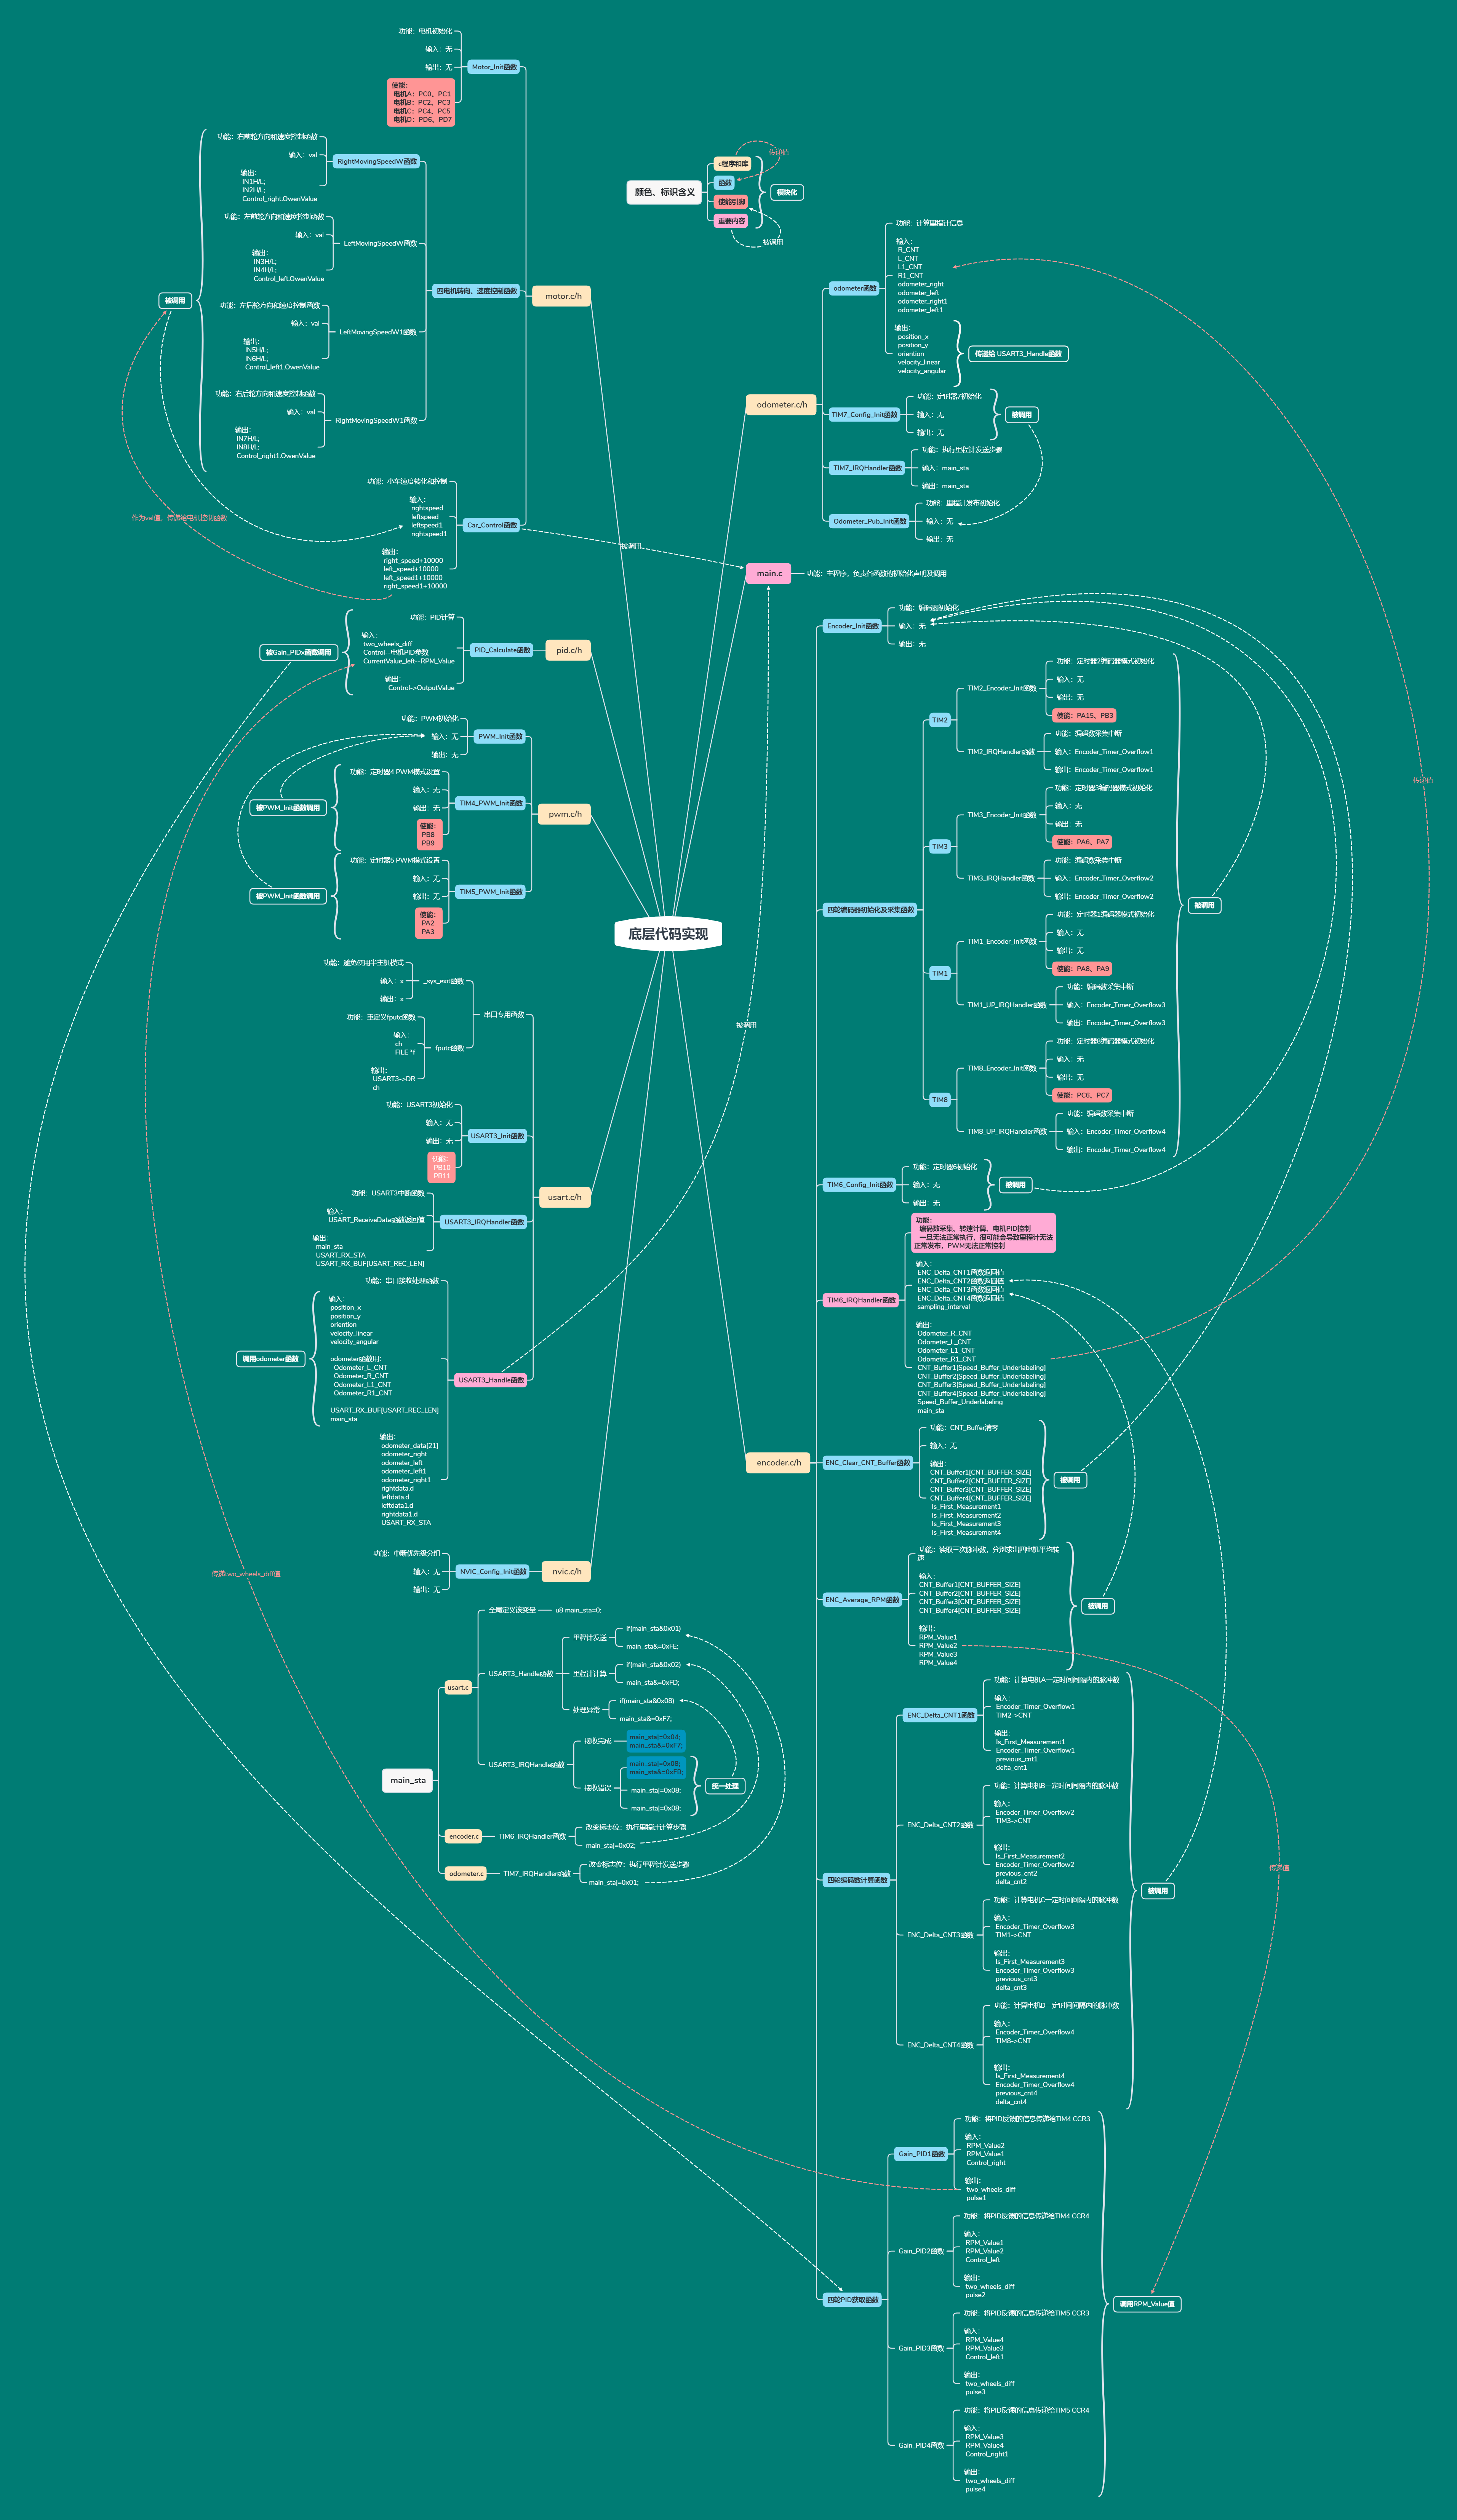 底层代码实现
颜色、标识含义
c程序和库
函数
使能引脚
重要内容
模块化
传递值
被调用
motor.c/h
Motor_Init函数
功能：电机初始化
输入：无
输出：无
使能：
电机A：PC0、PC1
电机B：PC2、PC3
电机C：PC4、PC5
电机D：PD6、PD7
四电机转向、速度控制函数
RightMovingSpeedW函数
功能：右前轮方向和速度控制函数
输入：val
输出：
IN1H/L;
IN2H/L;
Control_right.OwenValue
LeftMovingSpeedW函数
功能：左前轮方向和速度控制函数
输入：val
输出：
IN3H/L;
IN4H/L;
Control_left.OwenValue
LeftMovingSpeedW1函数
功能：左后轮方向和速度控制函数
输入：val
输出：
IN5H/L;
IN6H/L;
Control_left1.OwenValue
RightMovingSpeedW1函数
功能：右后轮方向和速度控制函数
输入：val
输出：
IN7H/L;
IN8H/L;
Control_right1.OwenValue
被调用
Car_Control函数
功能：小车速度转化和控制
输入：
rightspeed
leftspeed
leftspeed1
rightspeed1
输出：
right_speed+10000
left_speed+10000
left_speed1+10000
right_speed1+10000
作为val值，传递给电机控制函数
被调用
pid.c/h
PID_Calculate函数
功能：PID计算
输入：
two_wheels_diff
Control--电机PID参数
CurrentValue_left--RPM_Value
输出：
Control->OutputValue
被Gain_PIDx函数调用
pwm.c/h
PWM_Init函数
功能：PWM初始化
输入：无
输出：无
TIM4_PWM_Init函数
功能：定时器4 PWM模式设置
输入：无
输出：无
使能：
PB8
PB9
被PWM_Init函数调用
TIM5_PWM_Init函数
功能：定时器5 PWM模式设置
输入：无
输出：无
使能：
PA2
PA3
被PWM_Init函数调用
usart.c/h
串口专用函数
_sys_exit函数
功能：避免使用半主机模式
输入：x
输出：x
fputc函数
功能：重定义fputc函数
输入：
ch
FILE *f
输出：
USART3->DR
ch
USART3_Init函数
功能：USART3初始化
输入：无
输出：无
使能：
PB10
PB11
USART3_IRQHandler函数
功能：USART3中断函数
输入：
USART_ReceiveData函数返回值
输出：
main_sta
USART_RX_STA
USART_RX_BUF[USART_REC_LEN]
USART3_Handle函数
功能：串口接收处理函数
输入：
position_x
position_y
oriention
velocity_linear
velocity_angular
odometer函数用：
Odometer_L_CNT
Odometer_R_CNT
Odometer_L1_CNT
Odometer_R1_CNT
USART_RX_BUF[USART_REC_LEN]
main_sta
调用odometer函数
输出：
odometer_data[21]
odometer_right
odometer_left
odometer_left1
odometer_right1
rightdata.d
leftdata.d
leftdata1.d
rightdata1.d
USART_RX_STA
被调用
nvic.c/h
NVIC_Config_Init函数
功能：中断优先级分组
输入：无
输出：无
传递two_wheels_diff值
main_sta
usart.c
全局定义该变量
u8 main_sta=0;
USART3_Handle函数
里程计发送
if(main_sta&0x01)
main_sta&=0xFE;
里程计计算
if(main_sta&0x02)
main_sta&=0xFD;
处理异常
if(main_sta&0x08)
main_sta&=0xF7;
USART3_IRQHandle函数
接收完成
main_sta|=0x04;
main_sta&=0xF7;
接收错误
main_sta|=0x08;
main_sta&=0xFB;
main_sta|=0x08;
main_sta|=0x08;
统一处理
encoder.c
TIM6_IRQHandler函数
改变标志位：执行里程计计算步骤
main_sta|=0x02;
odometer.c
TIM7_IRQHandler函数
改变标志位：执行里程计发送步骤
main_sta|=0x01;
odometer.c/h
odometer函数
功能：计算里程计信息
输入：
R_CNT
L_CNT
L1_CNT
R1_CNT
odometer_right
odometer_left
odometer_right1
odometer_left1
输出：
position_x
position_y
oriention
velocity_linear
velocity_angular
传递给 USART3_Handle函数
TIM7_Config_Init函数
功能：定时器7初始化
输入：无
输出：无
被调用
TIM7_IRQHandler函数
功能：执行里程计发送步骤
输入：main_sta
输出：main_sta
Odometer_Pub_Init函数
功能：里程计发布初始化
输入：无
输出：无
main.c
功能：主程序，负责各函数的初始化声明及调用
encoder.c/h
Encoder_Init函数
功能：编码器初始化
输入：无
输出：无
四轮编码器初始化及采集函数
TIM2
TIM2_Encoder_Init函数
功能：定时器2编码器模式初始化
输入：无
输出：无
使能：PA15、PB3
TIM2_IRQHandler函数
功能：编码数采集中断
输入：Encoder_Timer_Overflow1
输出：Encoder_Timer_Overflow1
TIM3
TIM3_Encoder_Init函数
功能：定时器3编码器模式初始化
输入：无
输出：无
使能：PA6、PA7
TIM3_IRQHandler函数
功能：编码数采集中断
输入：Encoder_Timer_Overflow2
输出：Encoder_Timer_Overflow2
TIM1
TIM1_Encoder_Init函数
功能：定时器1编码器模式初始化
输入：无
输出：无
使能：PA8、PA9
TIM1_UP_IRQHandler函数
功能：编码数采集中断
输入：Encoder_Timer_Overflow3
输出：Encoder_Timer_Overflow3
TIM8
TIM8_Encoder_Init函数
功能：定时器8编码器模式初始化
输入：无
输出：无
使能：PC6、PC7
TIM8_UP_IRQHandler函数
功能：编码数采集中断
输入：Encoder_Timer_Overflow4
输出：Encoder_Timer_Overflow4
被调用
TIM6_Config_Init函数
功能：定时器6初始化
输入：无
输出：无
被调用
TIM6_IRQHandler函数
功能：
编码数采集、转速计算、电机PID控制
一旦无法正常执行，很可能会导致里程计无法
正常发布，PWM无法正常控制
输入：
ENC_Delta_CNT1函数返回值
ENC_Delta_CNT2函数返回值
ENC_Delta_CNT3函数返回值
ENC_Delta_CNT4函数返回值
sampling_interval
输出：
Odometer_R_CNT
Odometer_L_CNT
Odometer_L1_CNT
Odometer_R1_CNT
CNT_Buffer1[Speed_Buffer_Underlabeling]
CNT_Buffer2[Speed_Buffer_Underlabeling]
CNT_Buffer3[Speed_Buffer_Underlabeling]
CNT_Buffer4[Speed_Buffer_Underlabeling]
Speed_Buffer_Underlabeling
main_sta
传递值
ENC_Clear_CNT_Buffer函数
功能：CNT_Buffer清零
输入：无
输出：
CNT_Buffer1[CNT_BUFFER_SIZE]
CNT_Buffer2[CNT_BUFFER_SIZE]
CNT_Buffer3[CNT_BUFFER_SIZE]
CNT_Buffer4[CNT_BUFFER_SIZE]
Is_First_Measurement1
Is_First_Measurement2
Is_First_Measurement3
Is_First_Measurement4
被调用
ENC_Average_RPM函数
功能：读取三次脉冲数，分别求出四电机平均转
速
输入：
CNT_Buffer1[CNT_BUFFER_SIZE]
CNT_Buffer2[CNT_BUFFER_SIZE]
CNT_Buffer3[CNT_BUFFER_SIZE]
CNT_Buffer4[CNT_BUFFER_SIZE]
输出：
RPM_Value1
RPM_Value2
RPM_Value3
RPM_Value4
被调用
四轮编码数计算函数
ENC_Delta_CNT1函数
功能：计算电机A一定时间间隔内的脉冲数
输入：
Encoder_Timer_Overflow1
TIM2->CNT
输出：
Is_First_Measurement1
Encoder_Timer_Overflow1
previous_cnt1
delta_cnt1
ENC_Delta_CNT2函数
功能：计算电机B一定时间间隔内的脉冲数
输入：
Encoder_Timer_Overflow2
TIM3->CNT
输出：
Is_First_Measurement2
Encoder_Timer_Overflow2
previous_cnt2
delta_cnt2
ENC_Delta_CNT3函数
功能：计算电机C一定时间间隔内的脉冲数
输入：
Encoder_Timer_Overflow3
TIM1->CNT
输出：
Is_First_Measurement3
Encoder_Timer_Overflow3
previous_cnt3
delta_cnt3
ENC_Delta_CNT4函数
功能：计算电机D一定时间间隔内的脉冲数
输入：
Encoder_Timer_Overflow4
TIM8->CNT
输出：
Is_First_Measurement4
Encoder_Timer_Overflow4
previous_cnt4
delta_cnt4
被调用
传递值
四轮PID获取函数
Gain_PID1函数
功能：将PID反馈的信息传递给TIM4 CCR3
输入：
RPM_Value2
RPM_Value1
Control_right
输出：
two_wheels_diff
pulse1
Gain_PID2函数
功能：将PID反馈的信息传递给TIM4 CCR4
输入：
RPM_Value1
RPM_Value2
Control_left
输出：
two_wheels_diff
pulse2
Gain_PID3函数
功能：将PID反馈的信息传递给TIM5 CCR3
输入：
RPM_Value4
RPM_Value3
Control_left1
输出：
two_wheels_diff
pulse3
Gain_PID4函数
功能：将PID反馈的信息传递给TIM5 CCR4
输入：
RPM_Value3
RPM_Value4
Control_right1
输出：
two_wheels_diff
pulse4
调用RPM_Value值